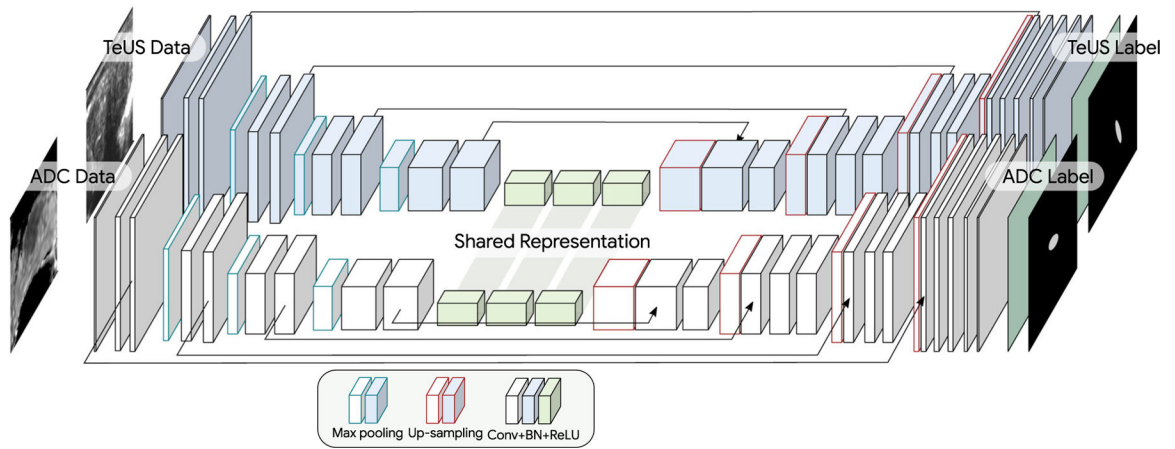 TeUS Data
TeUS Label
ADC Data
ADC Label
Shared Representation
Max pooling
Up-sampling
Conv+BN+ReLU